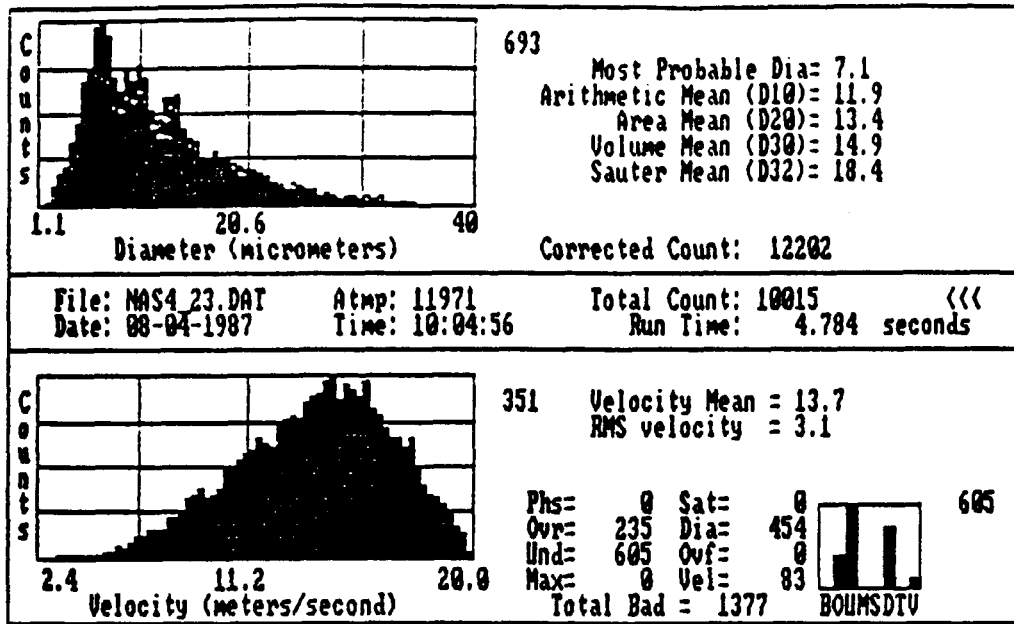 Counts
693
Most Probable Dia= 7.1
Arithmetic Mean (D10)= 11.9
Area Mean (D20)= 13.4
Volume Mean (D30)= 14.9
Sauter Mean (D32)= 18.4
1.1 20.6 40
Diameter (micrometers)
Corrected Count: 12202
File: NAS4_23.DAT Atmp: 11971 Total Count: 10015 <<<
Date: 08-04-1987 Time: 10:04:56 Run Time: 4.784 seconds
Counts
351 Velocity Mean = 13.7
RMS velocity = 3.1
2.4 11.2 20.0
Velocity (meters/second)
Phs= 0 Sat= 0 605
Ovr= 235 Dia= 454
Und= 605 Ovf= 0
Max= 0 Vel= 83
Total Bad = 1377 BOUMSDTV